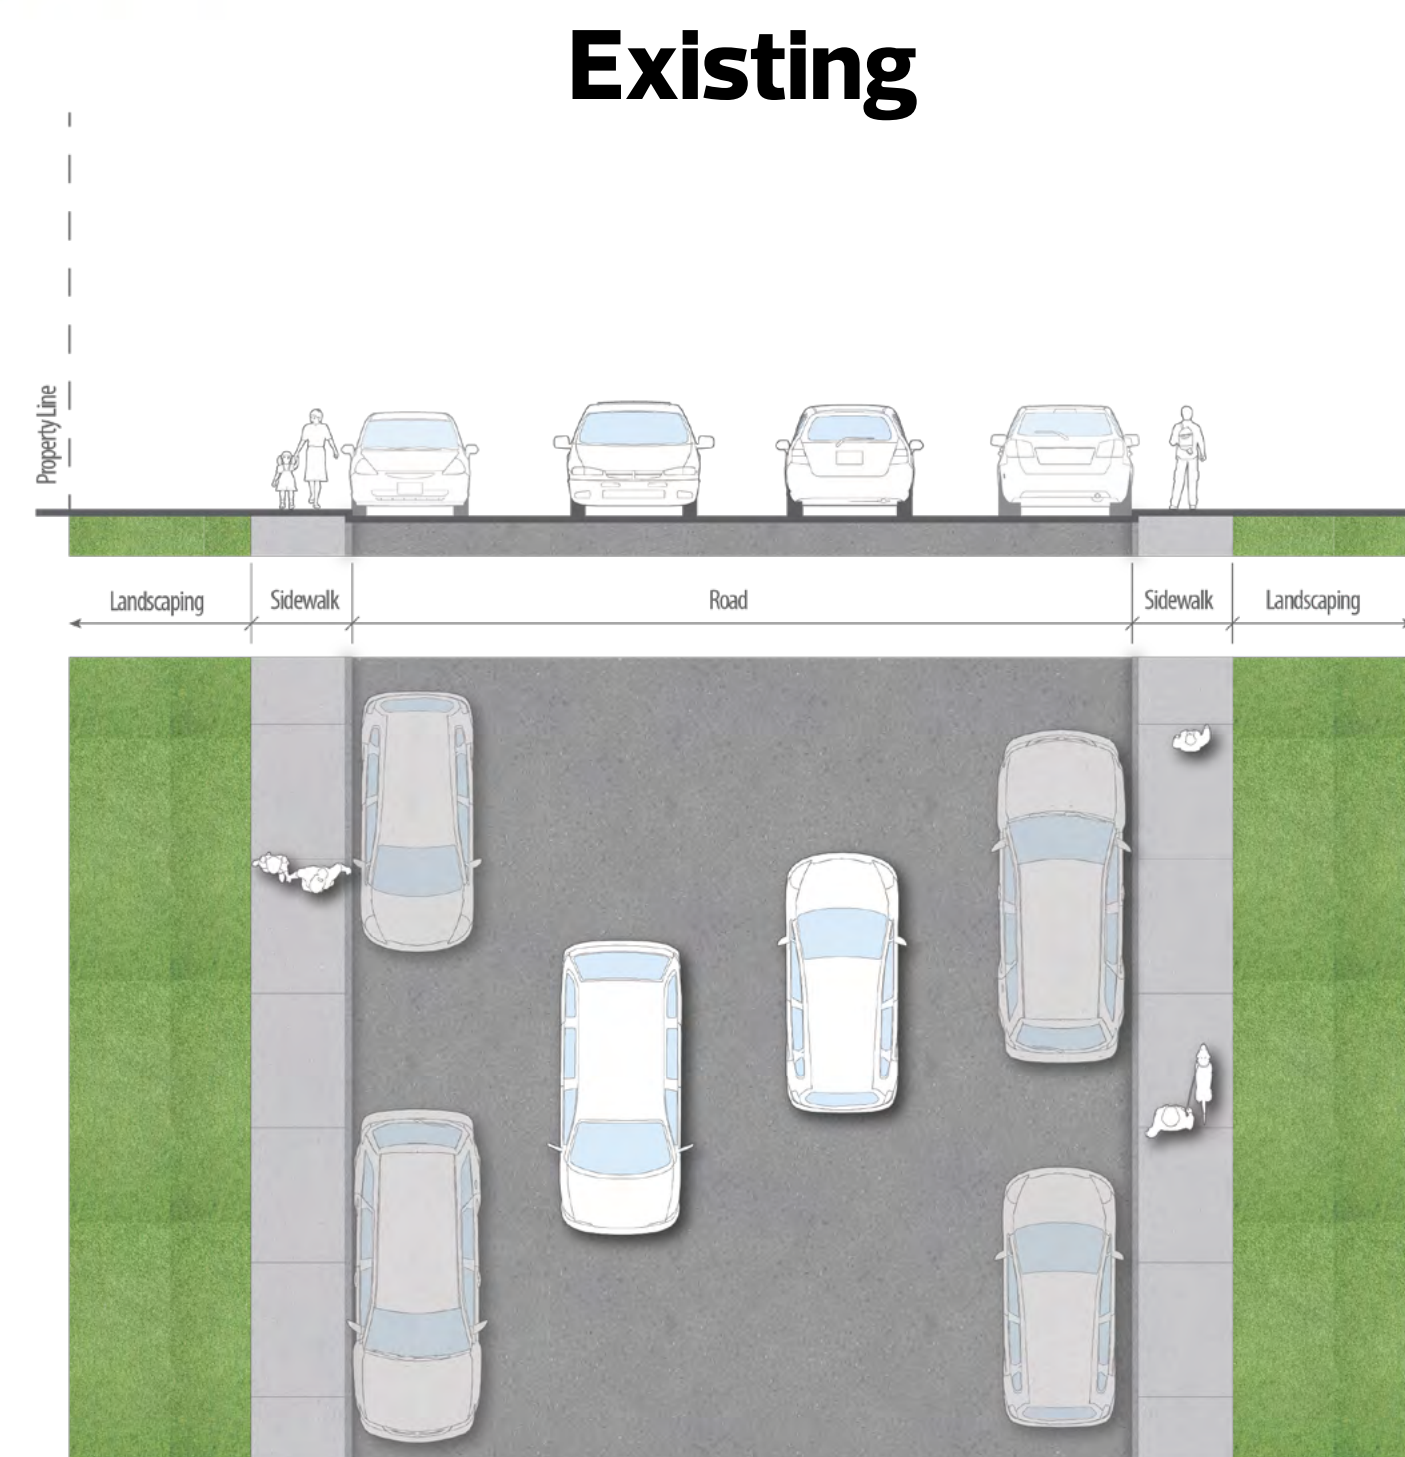 Existing
Property Line
Landscaping
Sidewalk
Road
Sidewalk
Landscaping